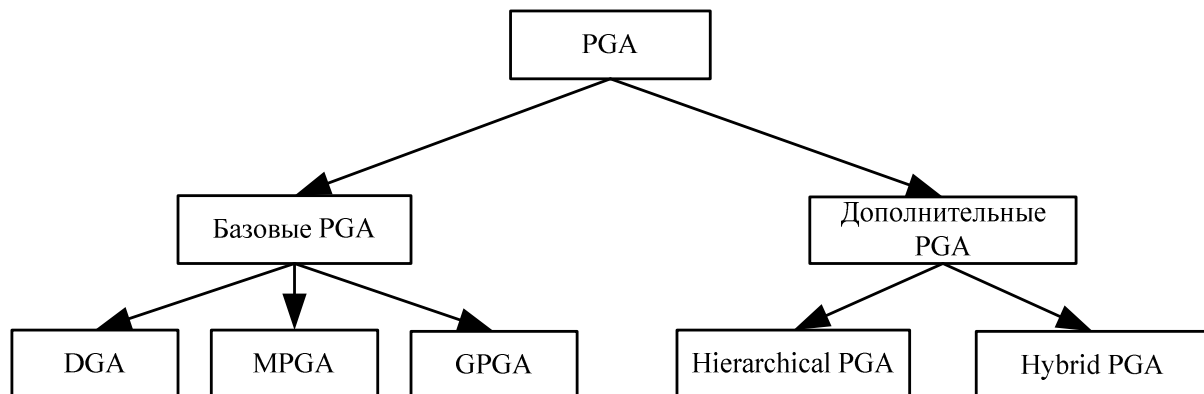 PGA
Базовые PGA
Дополнительные
PGA
DGA
MPGA
GPGA
Hierarchical PGA
Hybrid PGA